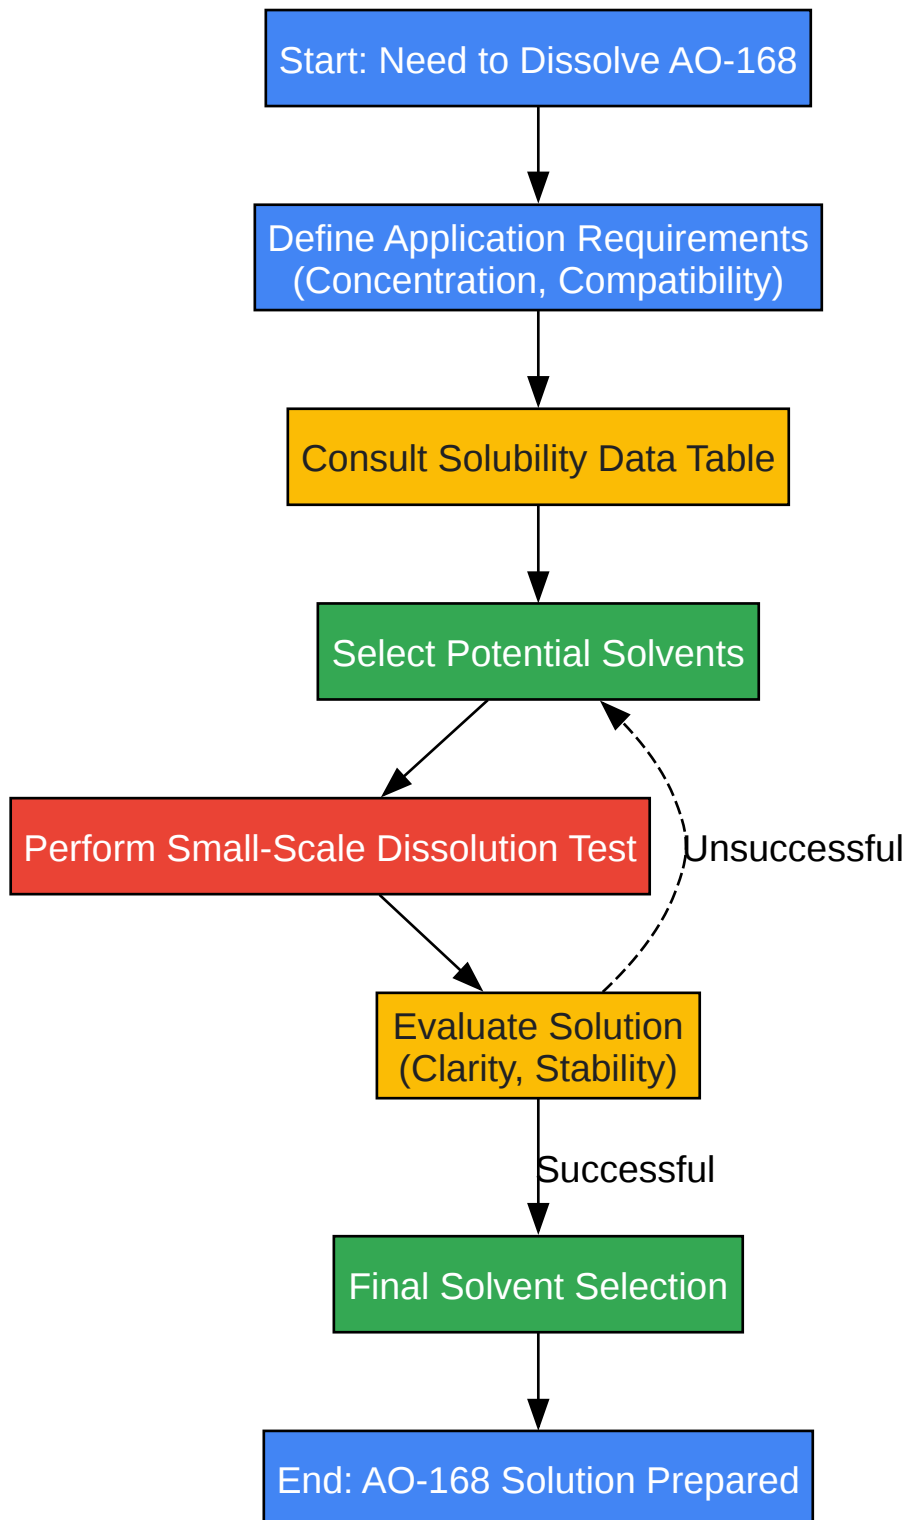 Start: Need to Dissolve AO-168
Define Application Requirements
(Concentration, Compatibility)
Consult Solubility Data Table
Select Potential Solvents
Perform Small-Scale Dissolution Test
Unsuccessful
Evaluate Solution
(Clarity, Stability)
Successful
Final Solvent Selection
End: AO-168 Solution Prepared